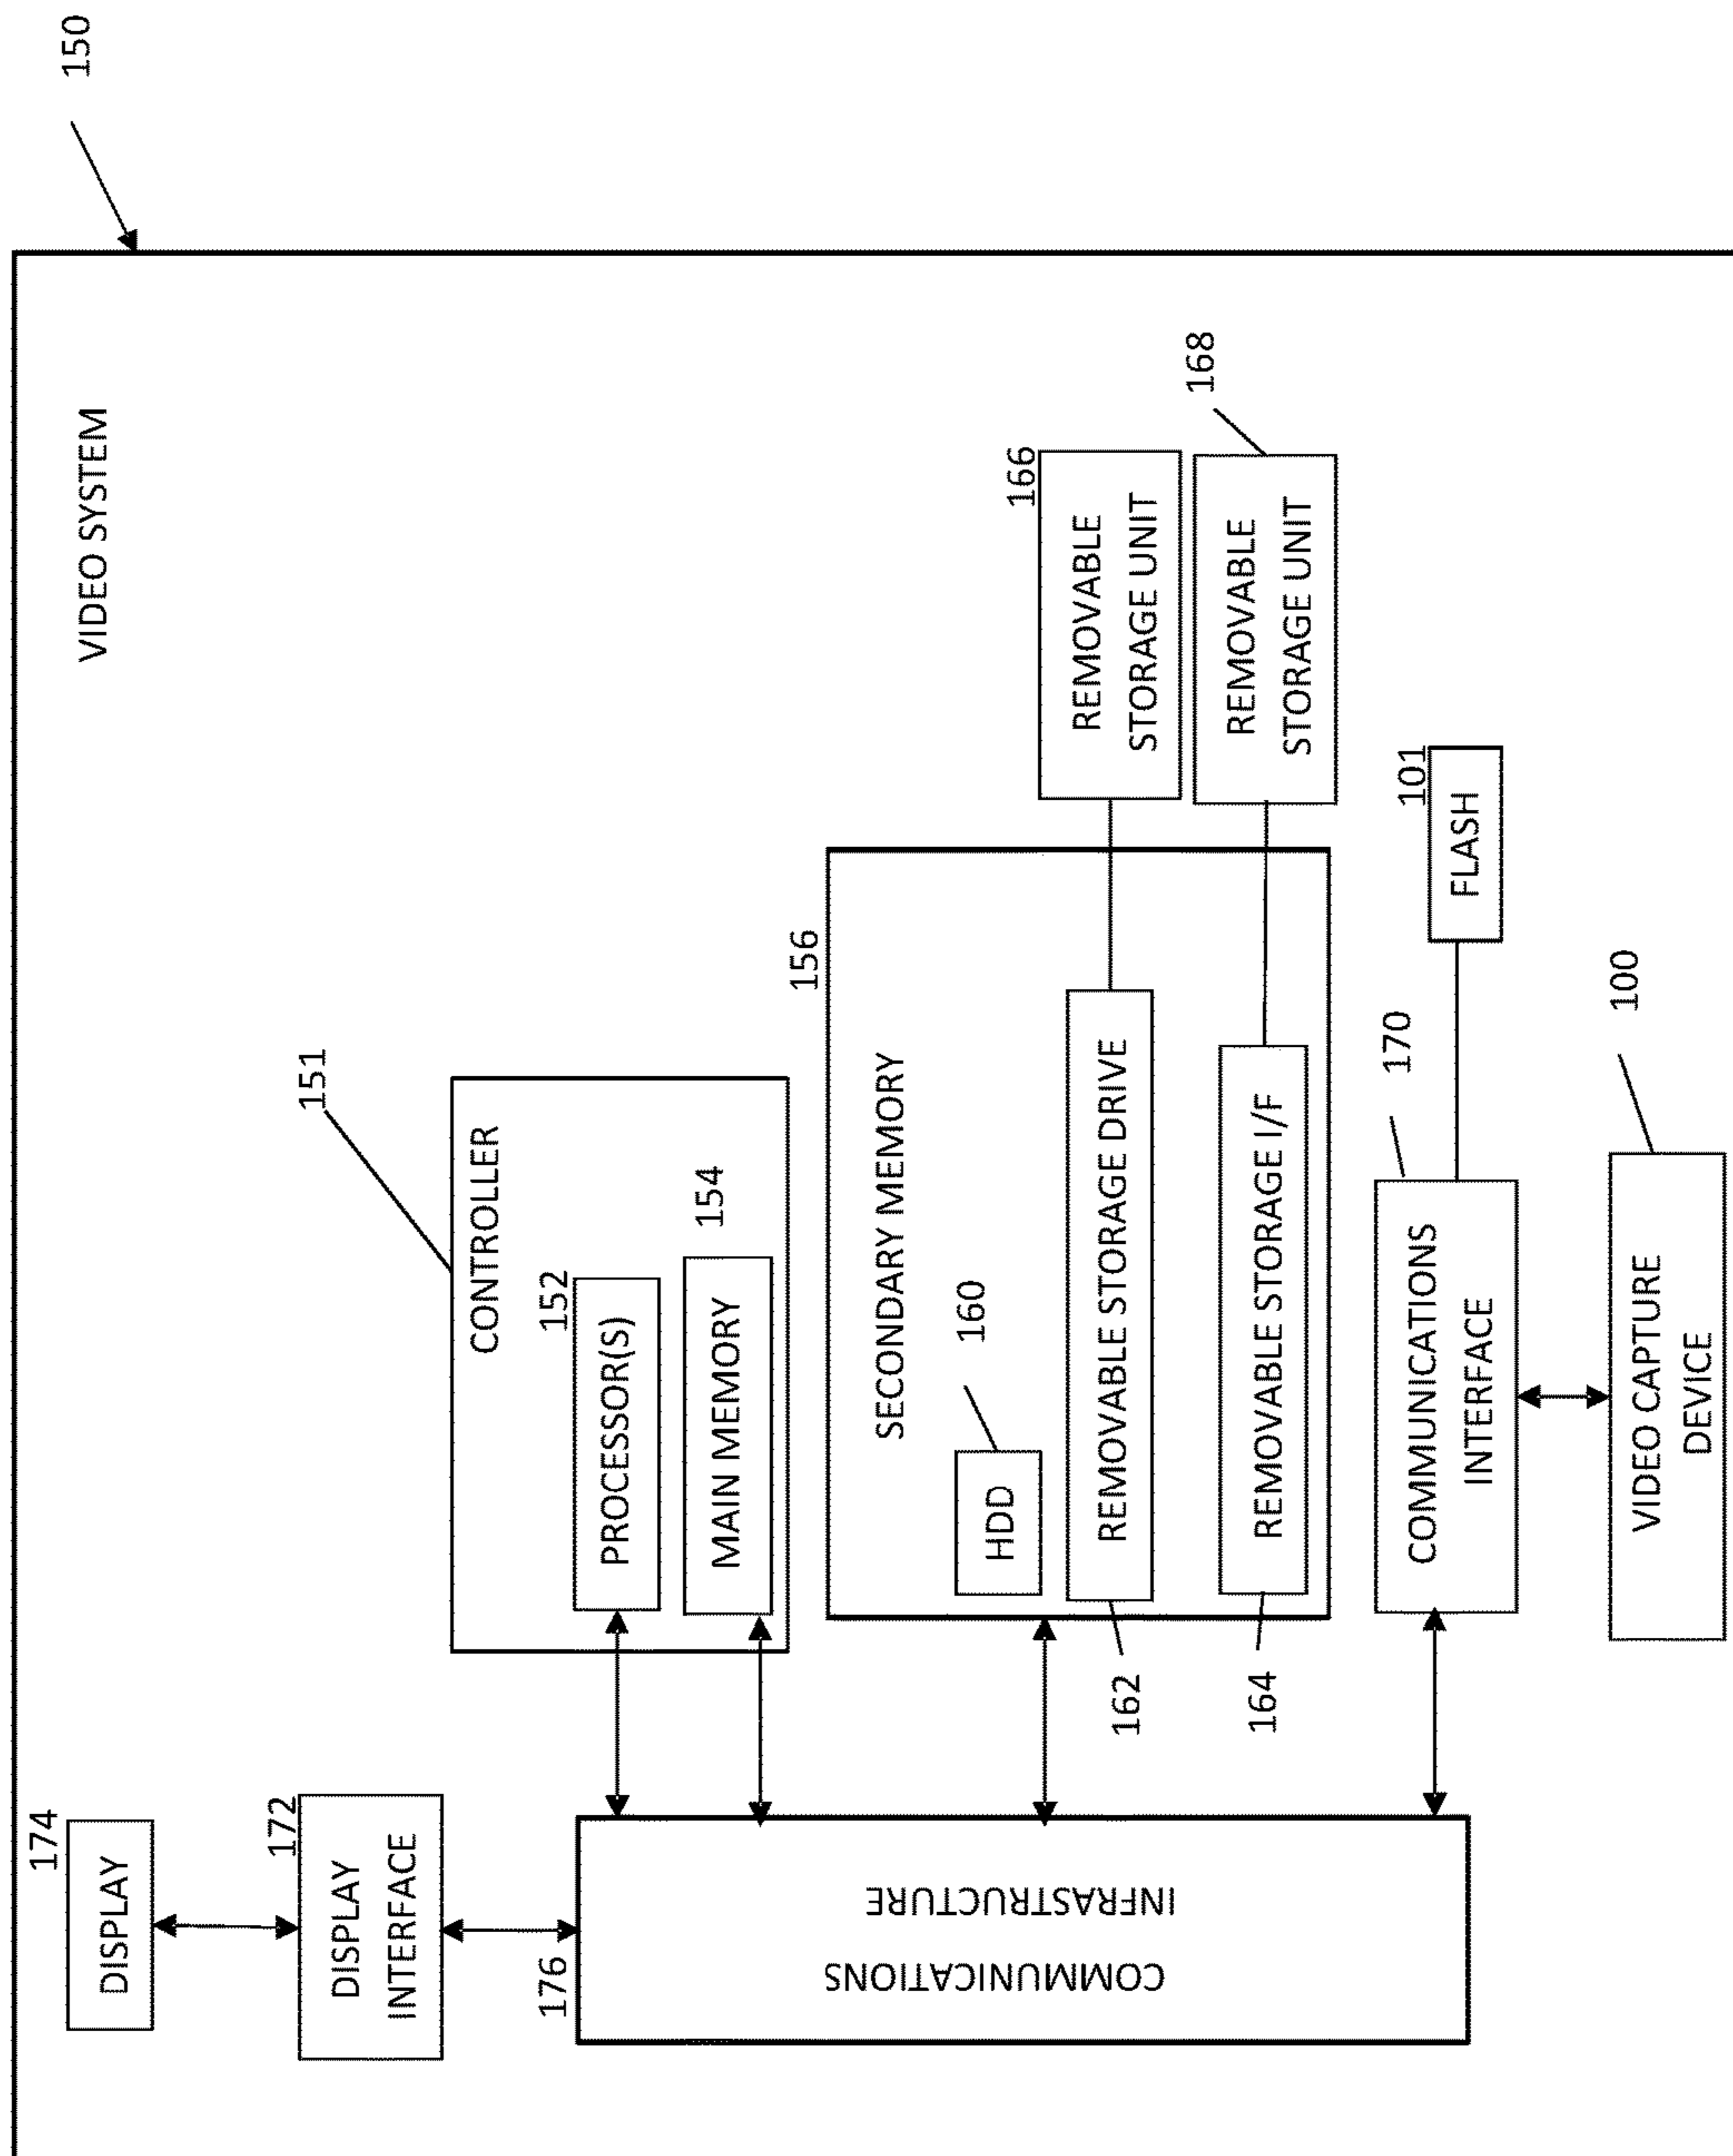 150
VIDEO SYSTEM
174
DISPLAY
172
DISPLAY
INTERFACE
176
COMMUNICATIONS
INFRASTRUCTURE
151
CONTROLLER
152
PROCESSOR(S)
154
MAIN MEMORY
156
SECONDARY MEMORY
160
HDD
REMOVABLE STORAGE DRIVE
162
REMOVABLE STORAGE I/F
164
166
REMOVABLE
STORAGE UNIT
168
REMOVABLE
STORAGE UNIT
101
FLASH
170
COMMUNICATIONS
INTERFACE
100
VIDEO CAPTURE
DEVICE